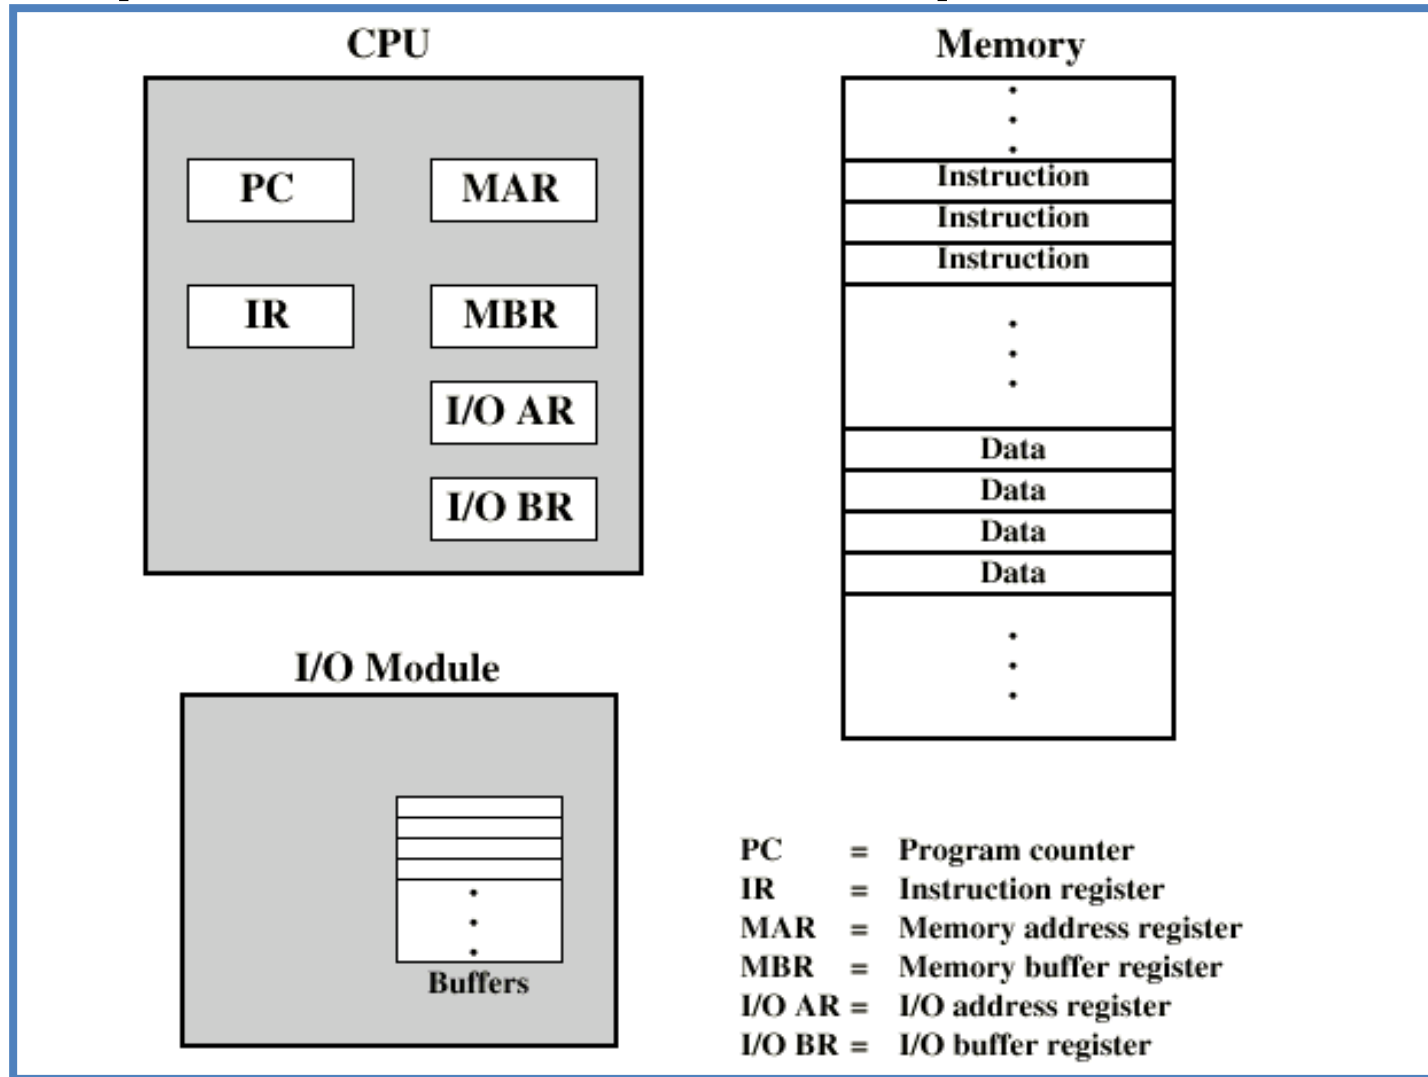 CPU
PC
MAR
IR
MBR
I/O AR
I/O BR
Memory
Instruction
Instruction
Instruction
Data
Data
Data
Data
I/O Module
Buffers
PC = Program counter
IR = Instruction register
MAR = Memory address register
MBR = Memory buffer register
I/O AR = I/O address register
I/O BR = I/O buffer register